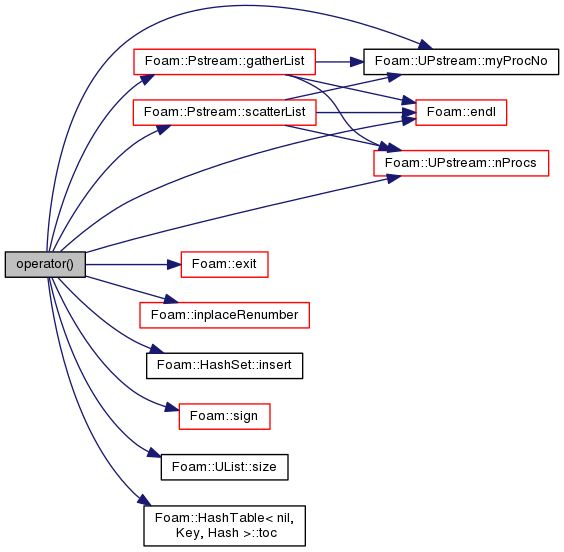 Foam::Pstream::gatherList
Foam::UPstream::myProcNo
Foam::Pstream::scatterList
Foam::endl
Foam::UPstream::nProcs
operator()
Foam::exit
Foam::inplaceRenumber
Foam::HashSet::insert
Foam::sign
Foam::UList::size
Foam::HashTable< nil,
Key, Hash >::toc